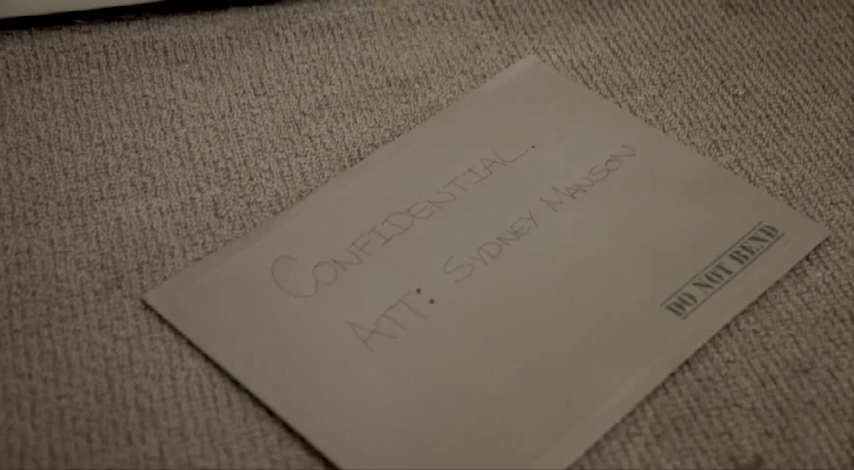 CONFIDENTIAL.
ATT: SYDNEY MANSON
DO NOT BEND